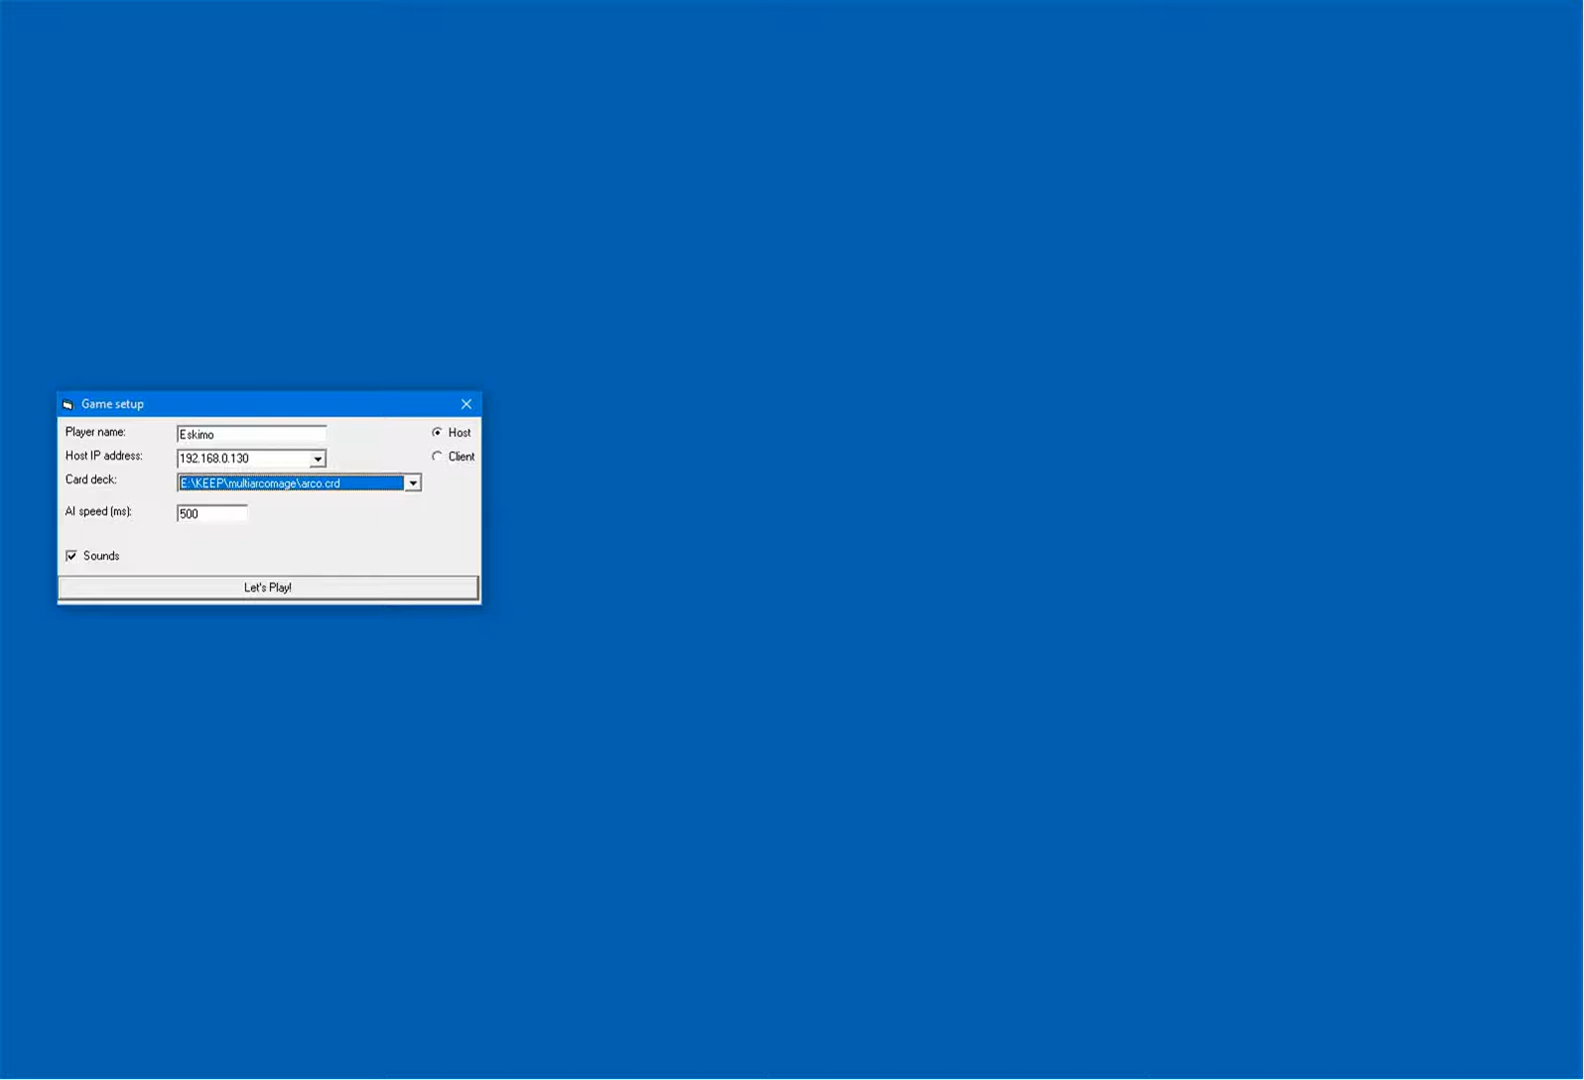 Game setup
Player name: Eskimo Host
Host IP address: 192.168.0.130 Client
Card deck: E:\KEEP\multiarcomage\arco.crd
AI speed (ms): 500
Sounds
Let's Play!